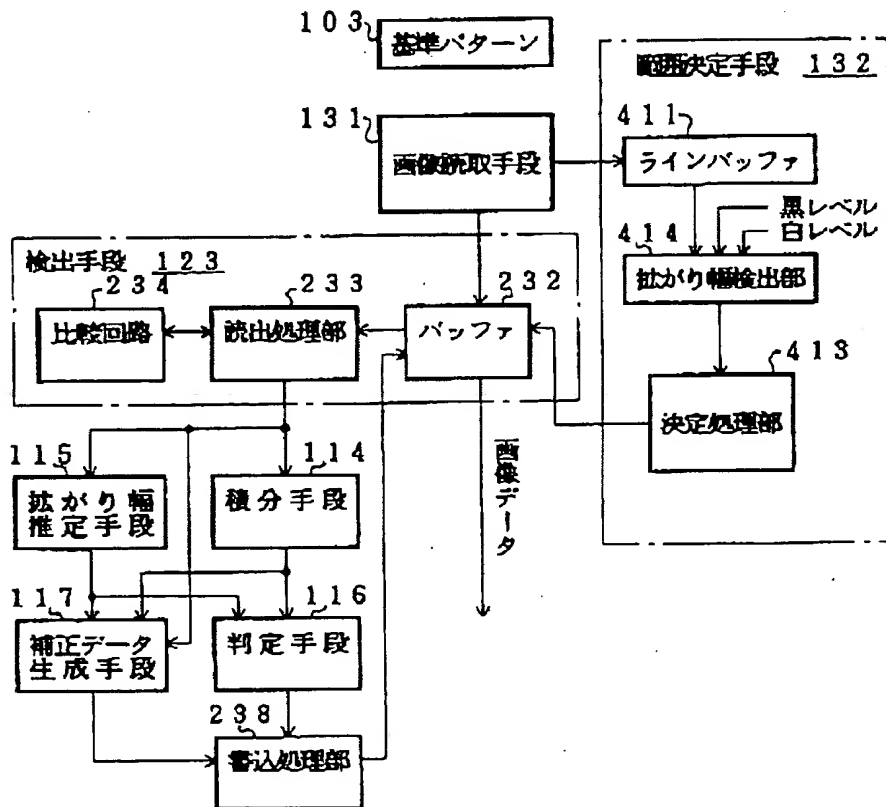 103
基準パターン
範囲決定手段 132
131
画像読取手段
411
ラインバッファ
黒レベル
白レベル
414
拡がり幅検出部
検出手段 123
234
比較回路
233
読出処理部
232
バッファ
413
決定処理部
画像データ
115
拡がり幅
推定手段
114
積分手段
117
補正データ
生成手段
116
判定手段
238
書込処理部